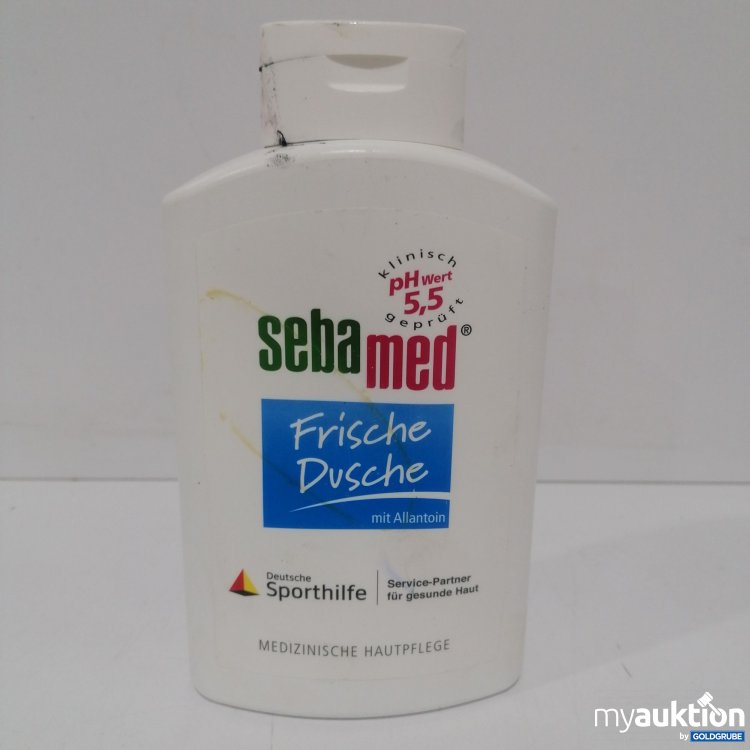 klinisch
pH Wert
5,5
geprüft
sebamed®
Frische
Dusche
mit Allantoin
Deutsche
Sporthilfe
Service-Partner
für gesunde Haut
MEDIZINISCHE HAUTPFLEGE
myauktion
by GOLDGRUBE